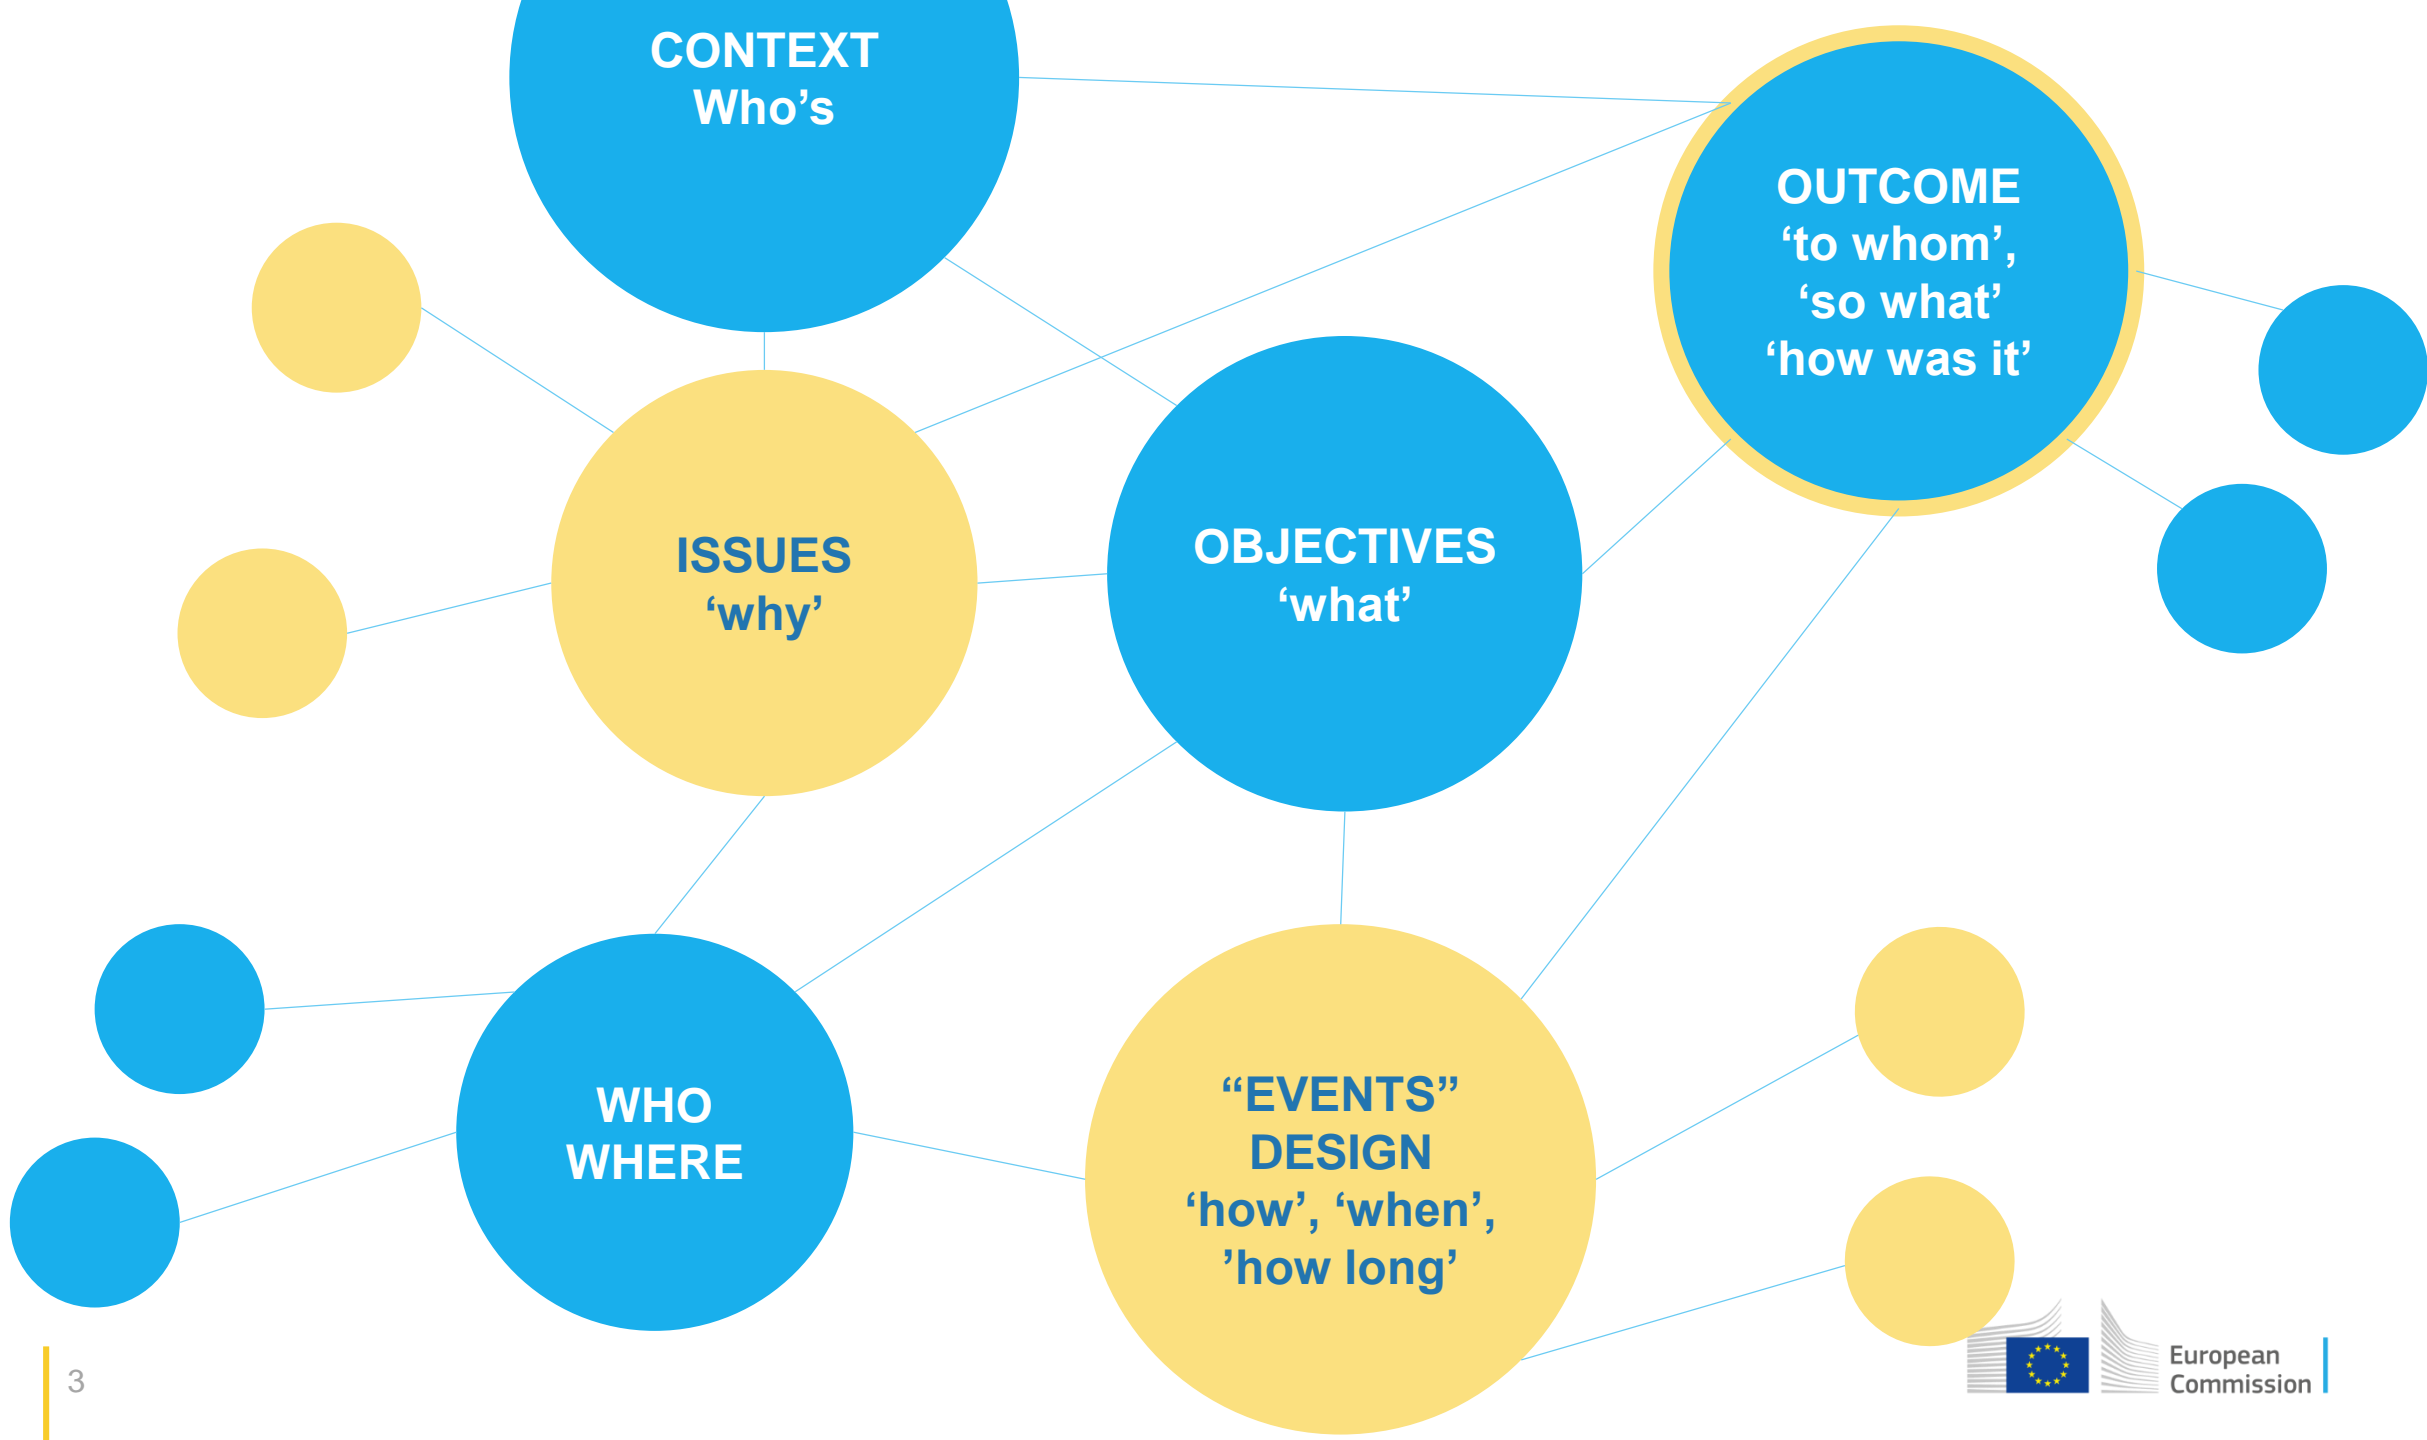 CONTEXT
Who’s
OUTCOME
‘to whom’,
‘so what’
‘how was it’
ISSUES
‘why’
OBJECTIVES
‘what’
WHO
WHERE
“EVENTS”
DESIGN
‘how’, ‘when’,
’how long’
3
European
Commission